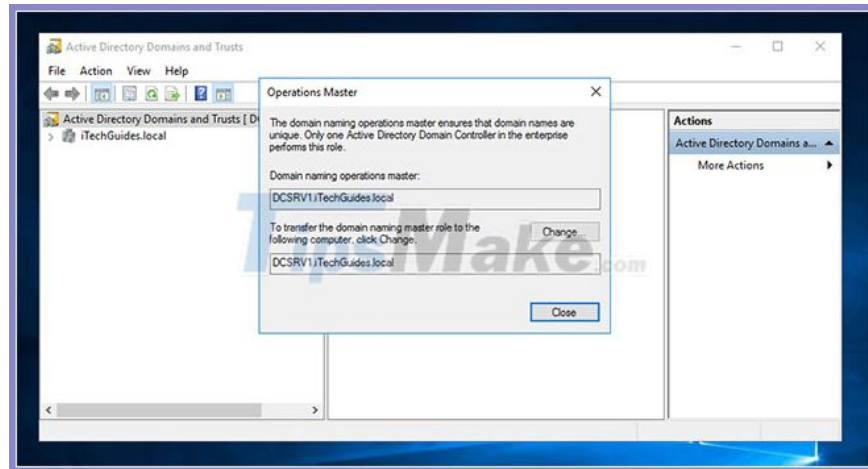 Active Directory Domains and Trusts
File Action View Help
Active Directory Domains and Trusts [ D
iTechGuides.local
Operations Master
The domain naming operations master ensures that domain names are
unique. Only one Active Directory Domain Controller in the enterprise
performs this role.
Domain naming operations master:
DCSRV1.iTechGuides.local
To transfer the domain naming master role to the
following computer, click Change.
Change...
DCSRV1.iTechGuides.local
Close
Actions
Active Directory Domains a...
More Actions
TipsMake.com